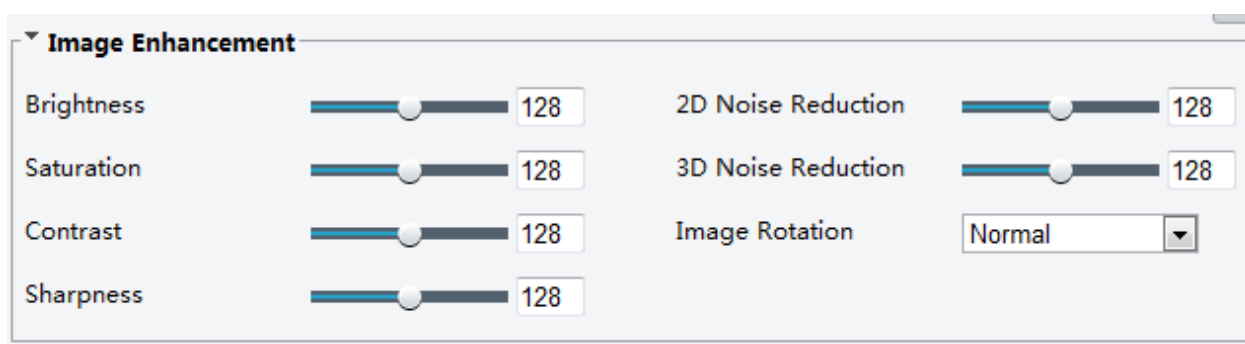 Image Enhancement
Brightness 128 2D Noise Reduction 128
Saturation 128 3D Noise Reduction 128
Contrast 128 Image Rotation Normal
Sharpness 128